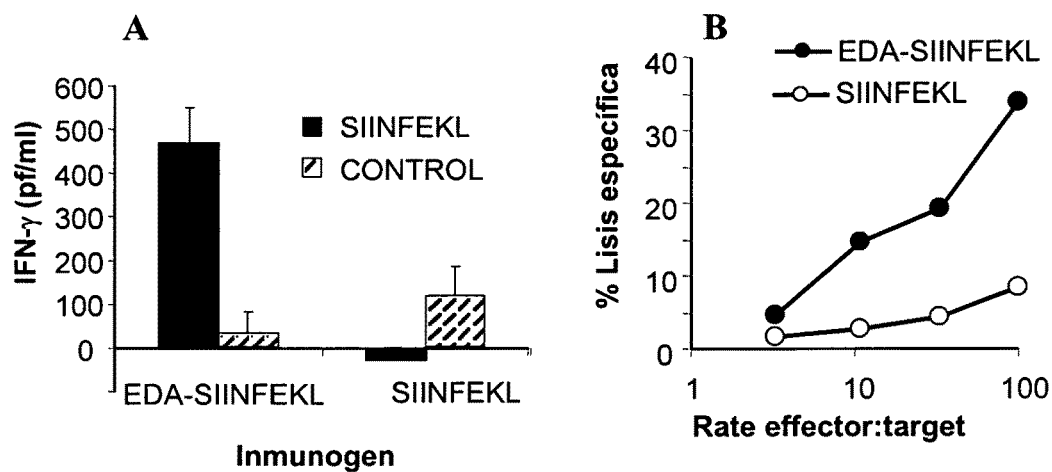 A
IFN-γ (pf/ml)
600
500
400
300
200
100
0
SIINFEKL
CONTROL
EDA-SIINFEKL
SIINFEKL
Inmunogen
B
EDA-SIINFEKL
SIINFEKL
% Lisis específica
40
30
20
10
0
1
10
100
Rate effector:target